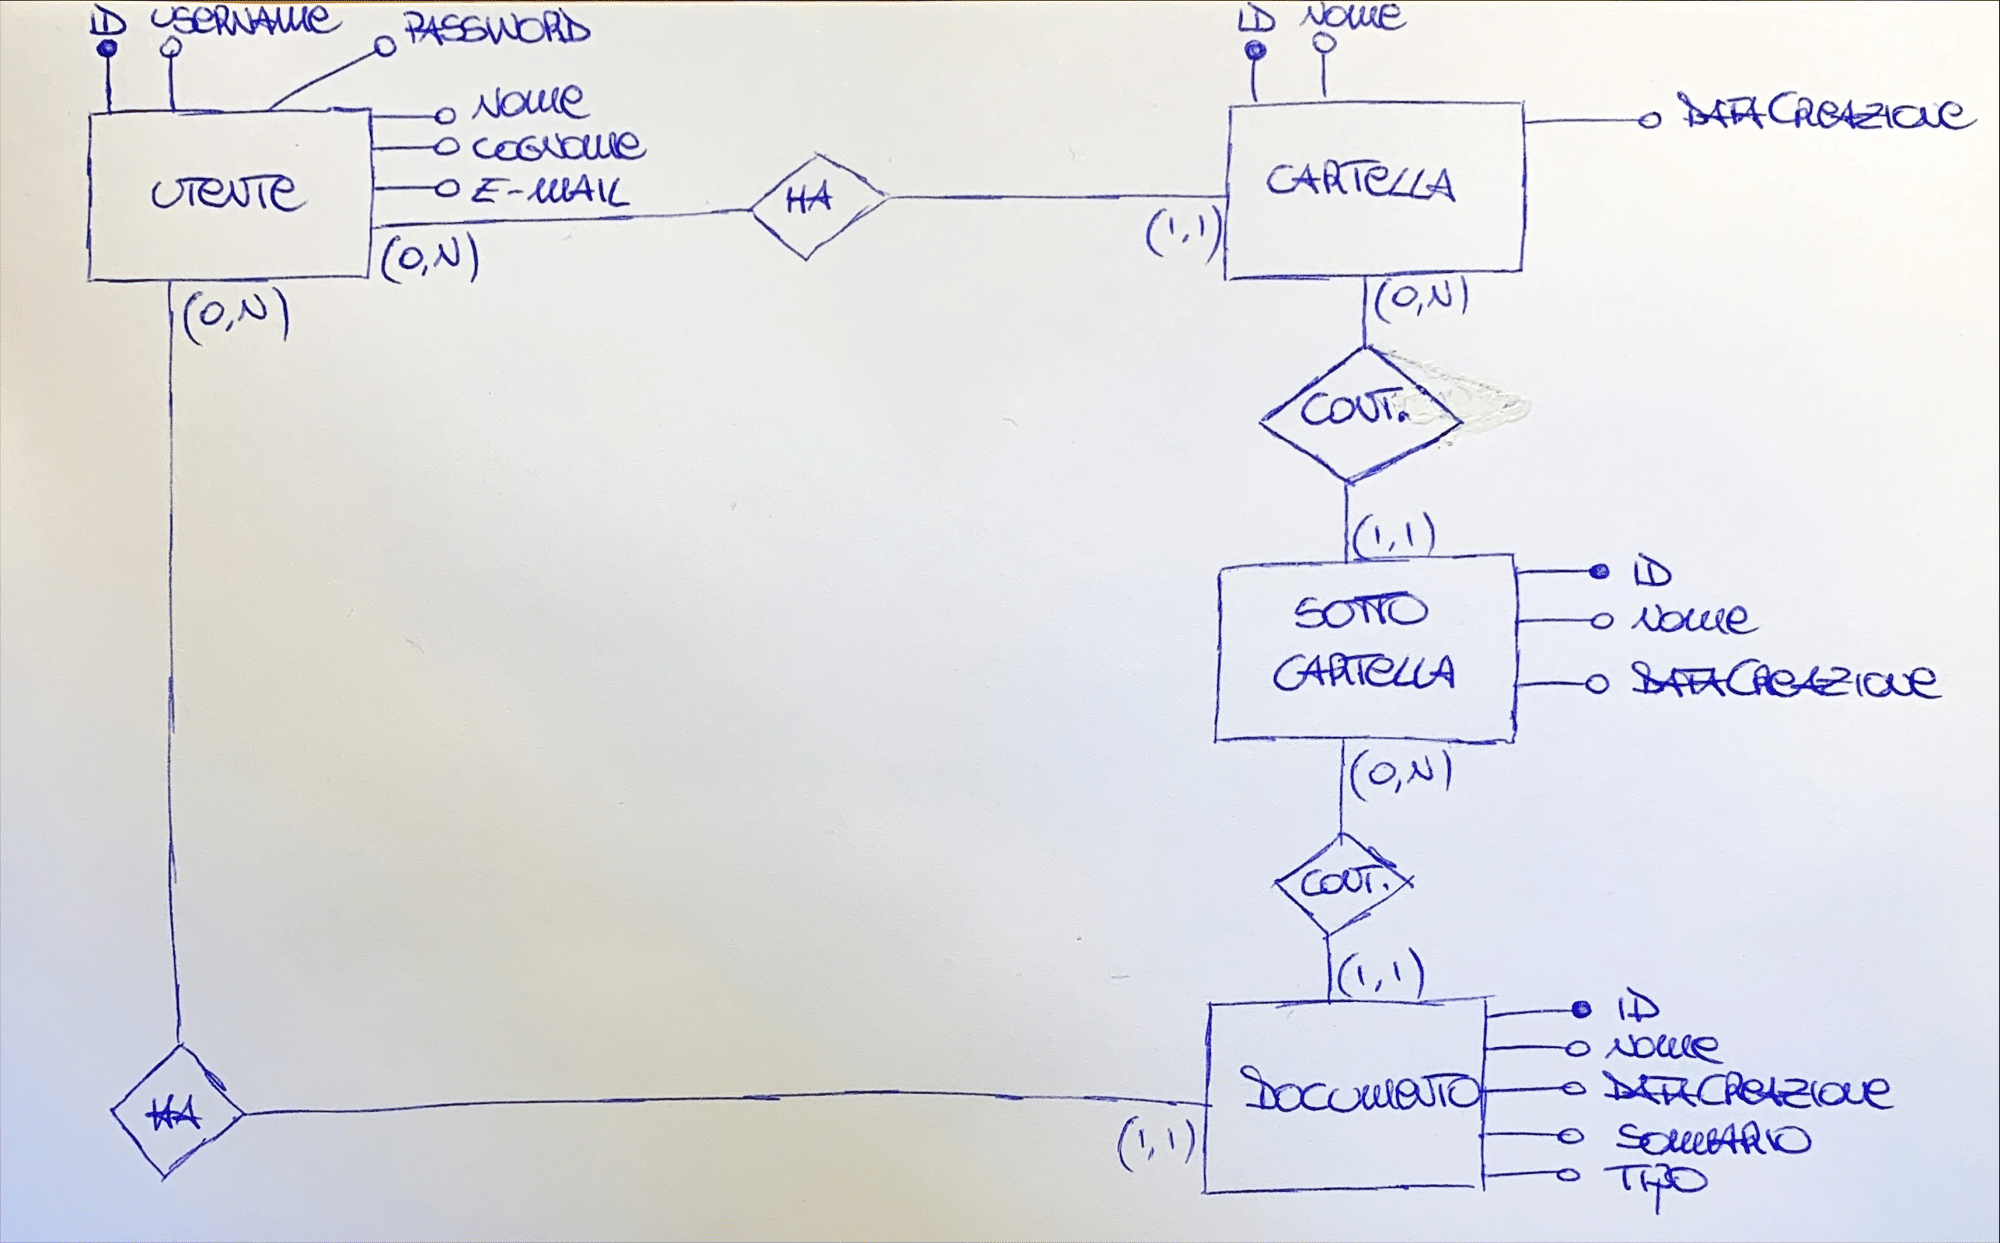 ID USERNAME
PASSWORD
NOME
COGNOME
E-MAIL
UTENTE
(0,N)
(0,N)
HA
ID NOME
DATACREAZIONE
CARTELLA
(1,1)
(0,N)
CONT.
(1,1)
SOTTO
CARTELLA
ID
NOME
DATACREAZIONE
(0,N)
CONT.
(1,1)
DOCUMENTO
ID
NOME
DATACREAZIONE
SOMMARIO
TIPO
HA
(1,1)